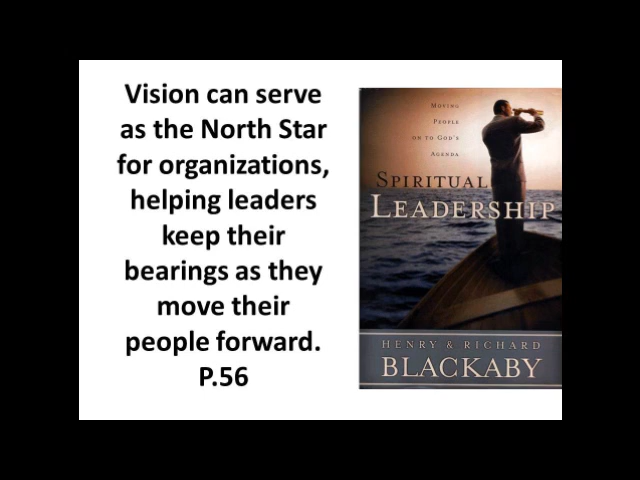 Vision can serve
as the North Star
for organizations,
helping leaders
keep their
bearings as they
move their
people forward.
P.56
MOVING
PEOPLE
ON TO GOD'S
AGENDA
SPIRITUAL
LEADERSHIP
HENRY & RICHARD
BLACKABY